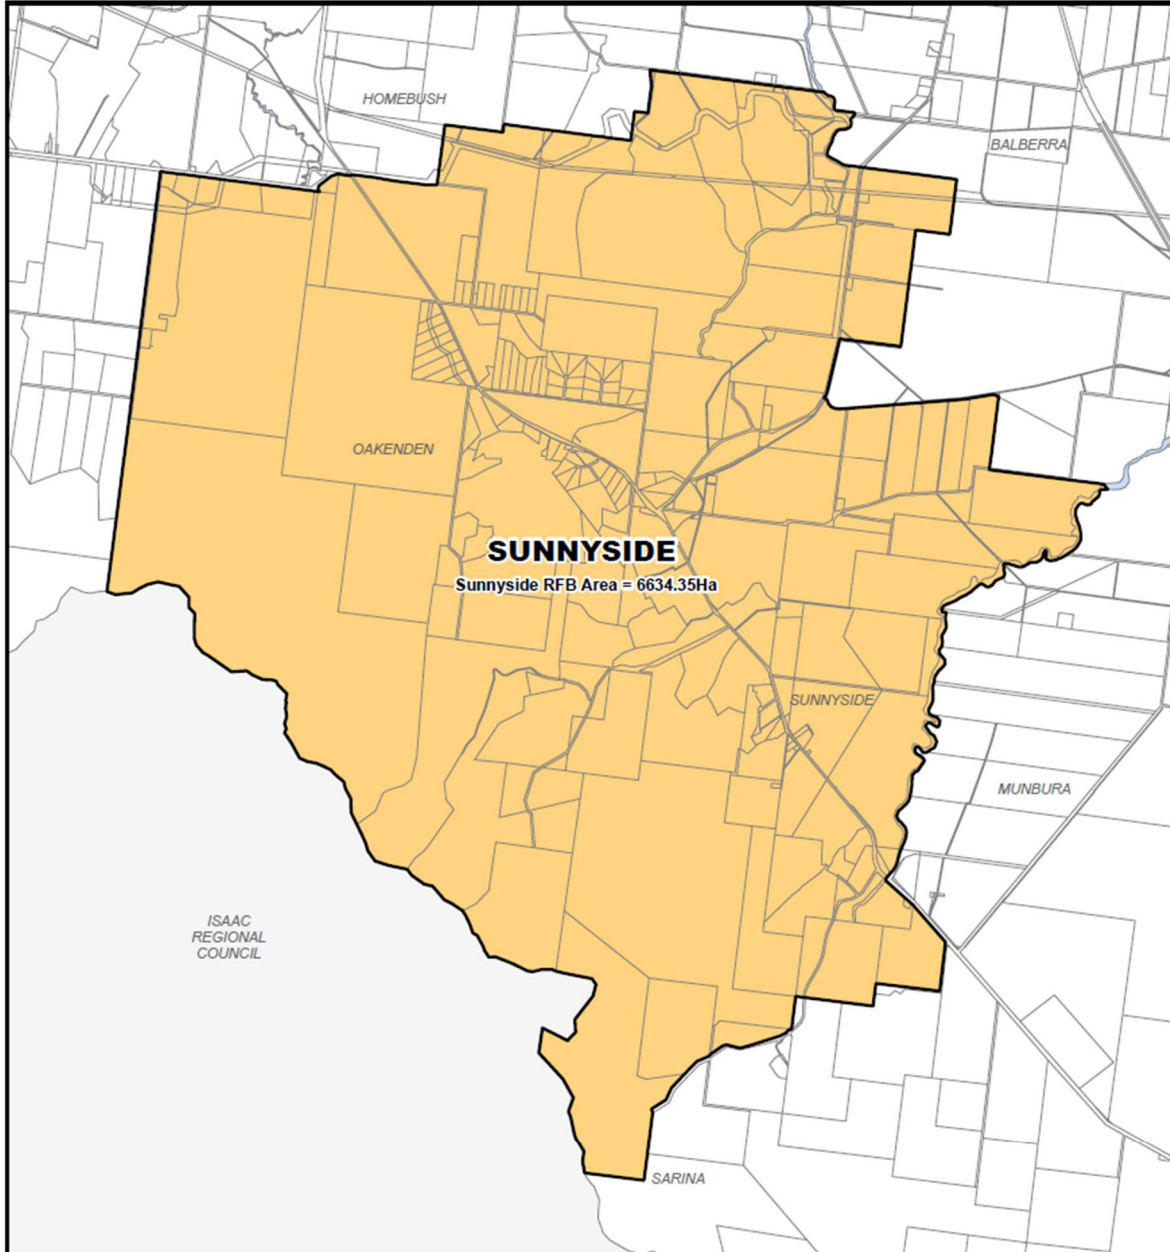 HOMEBUSH
BALBERRA
OAKENDEN
SUNNYSIDE
Sunnyside RFB Area = 6634.35Ha
SUNNYSIDE
MUNBURA
ISAAC
REGIONAL
COUNCIL
SARINA